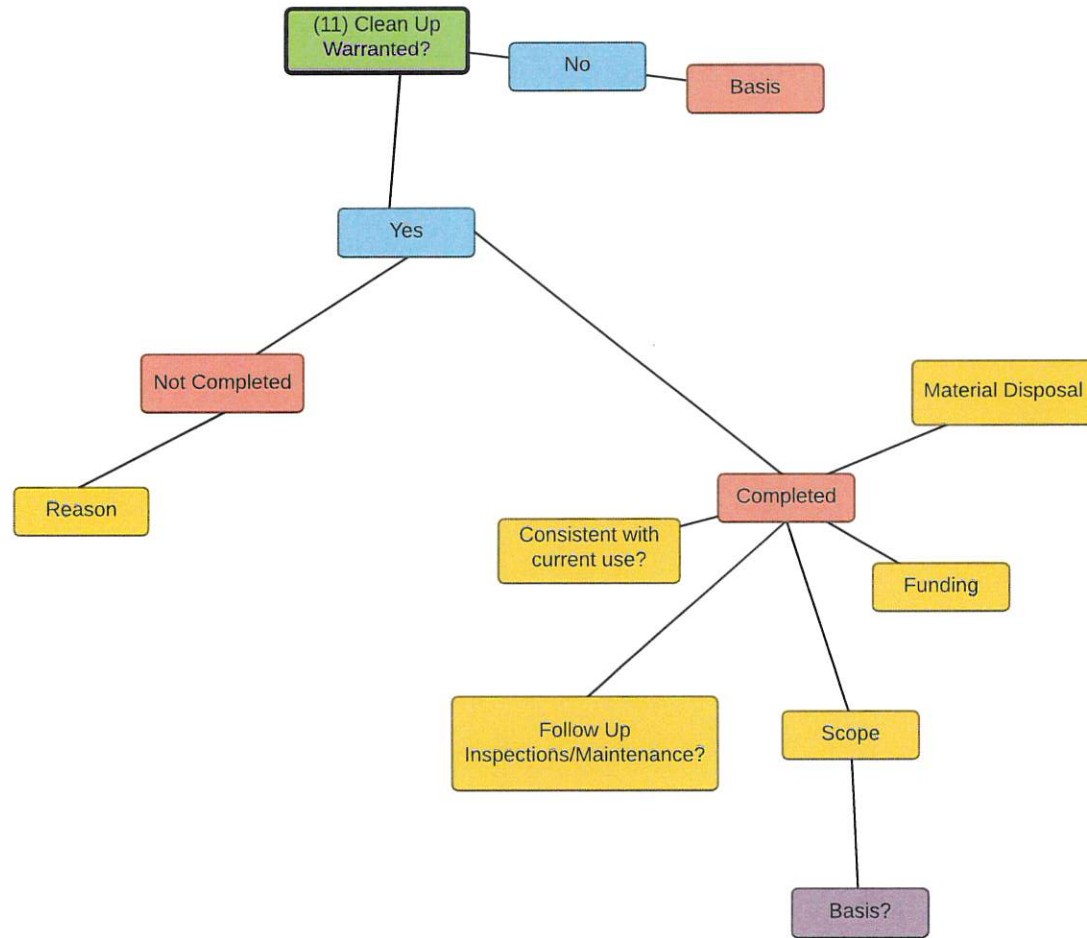 (11) Clean Up
Warranted?
No
Basis
Yes
Not Completed
Material Disposal
Reason
Completed
Consistent with
current use?
Funding
Follow Up
Inspections/Maintenance?
Scope
Basis?